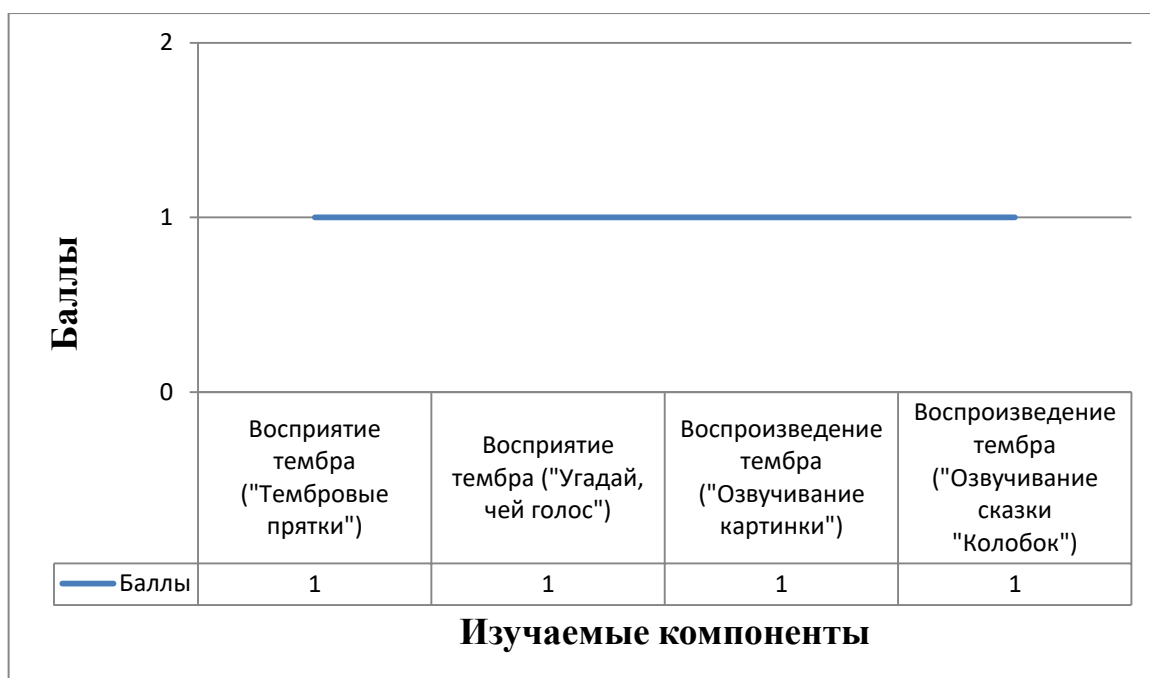 2
1
0
Баллы
Восприятие
тембра
("Тембровые
прятки")
Восприятие
тембра ("Угадай,
чей голос")
Воспроизведение
тембра
("Озвучивание
картинки")
Воспроизведение
тембра
("Озвучивание
сказки
"Колобок")
Баллы 1 1 1 1
Изучаемые компоненты